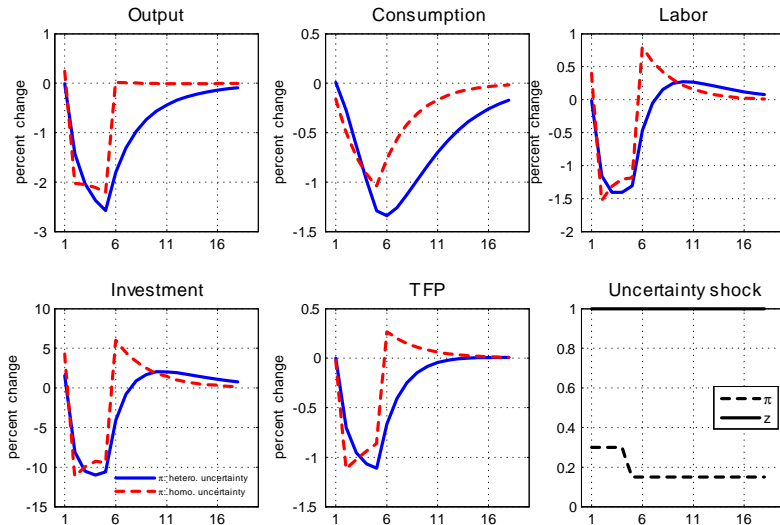 Output
Consumption
Labor
percent change
1
0
-1
-2
-3
1 6 11 16
percent change
0.5
0
-0.5
-1
-1.5
1 6 11 16
percent change
1
0.5
0
-0.5
-1
-1.5
-2
1 6 11 16
Investment
TFP
Uncertainty shock
percent change
10
5
0
-5
-10
-15
π: hetero. uncertainty
π: homo. uncertainty
1 6 11 16
percent change
0.5
0
-0.5
-1
-1.5
1 6 11 16
1
0.8
0.6
0.4
0.2
0
π
z
1 6 11 16